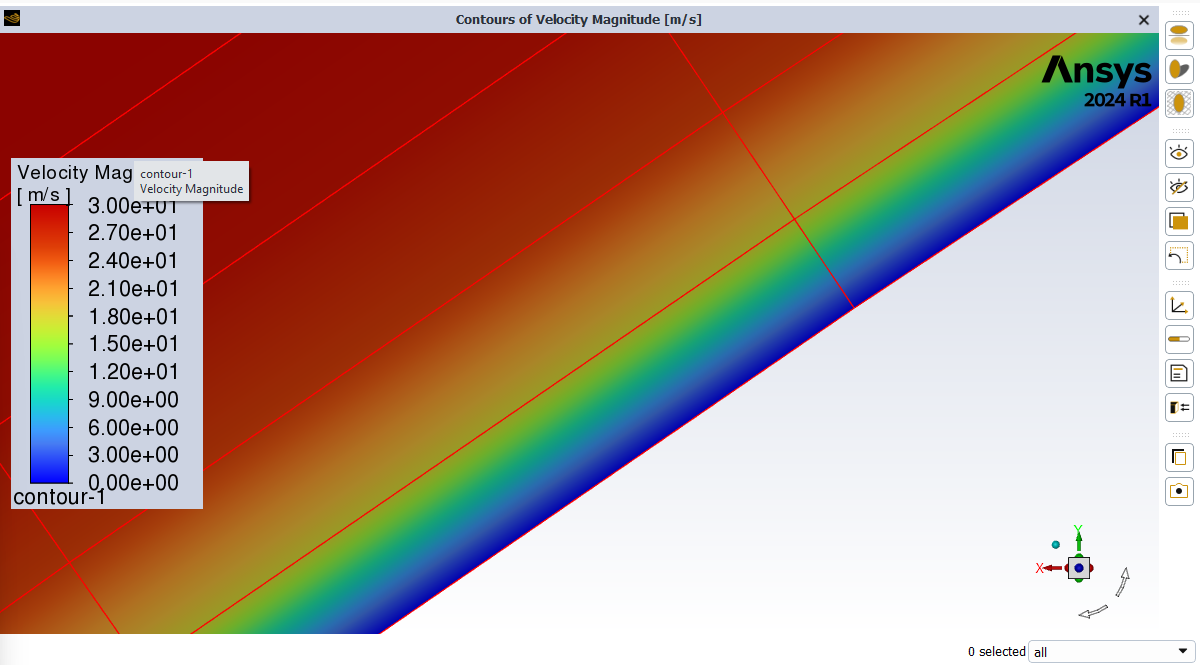 Contours of Velocity Magnitude [m/s]
Ansys
2024 R1
Velocity Mag
[ m/s ]
contour-1
Velocity Magnitude
3.00e+01
2.70e+01
2.40e+01
2.10e+01
1.80e+01
1.50e+01
1.20e+01
9.00e+00
6.00e+00
3.00e+00
0.00e+00
contour-1
Y
X
0 selected all